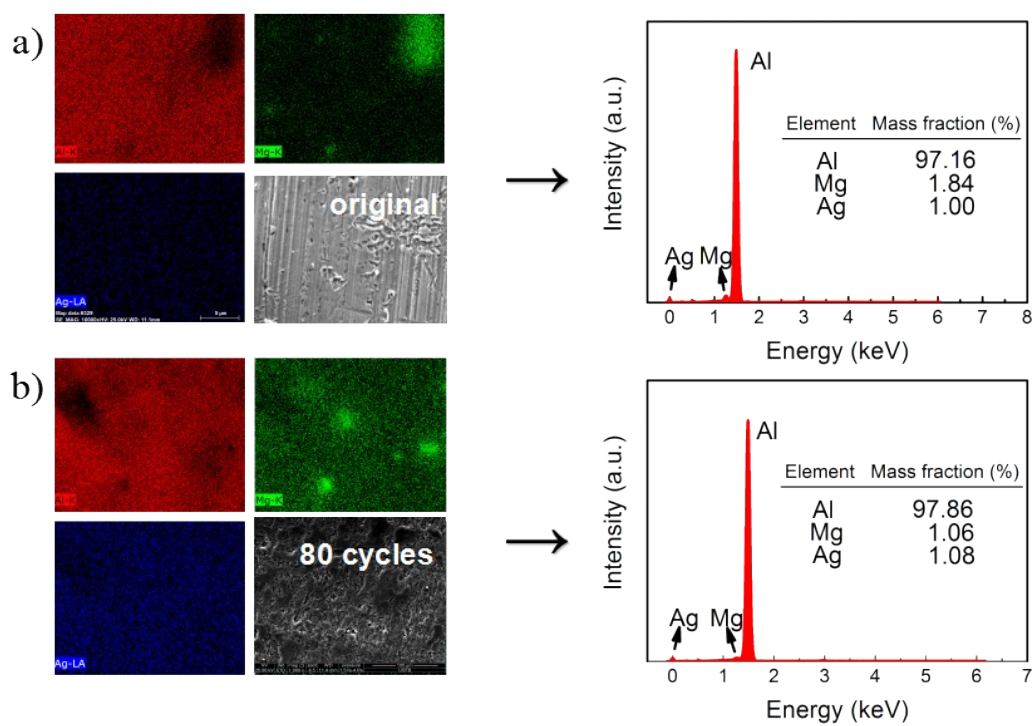 a)
Al-K
Mg-K
Ag-LA
original
Intensity (a.u.)
Al
Element Mass fraction (%)
Al 97.16
Mg 1.84
Ag 1.00
Ag Mg
0 1 2 3 4 5 6 7 8
Energy (keV)
b)
Al-K
Mg-K
Ag-LA
80 cycles
Intensity (a.u.)
Al
Element Mass fraction (%)
Al 97.86
Mg 1.06
Ag 1.08
Ag Mg
0 1 2 3 4 5 6 7
Energy (keV)